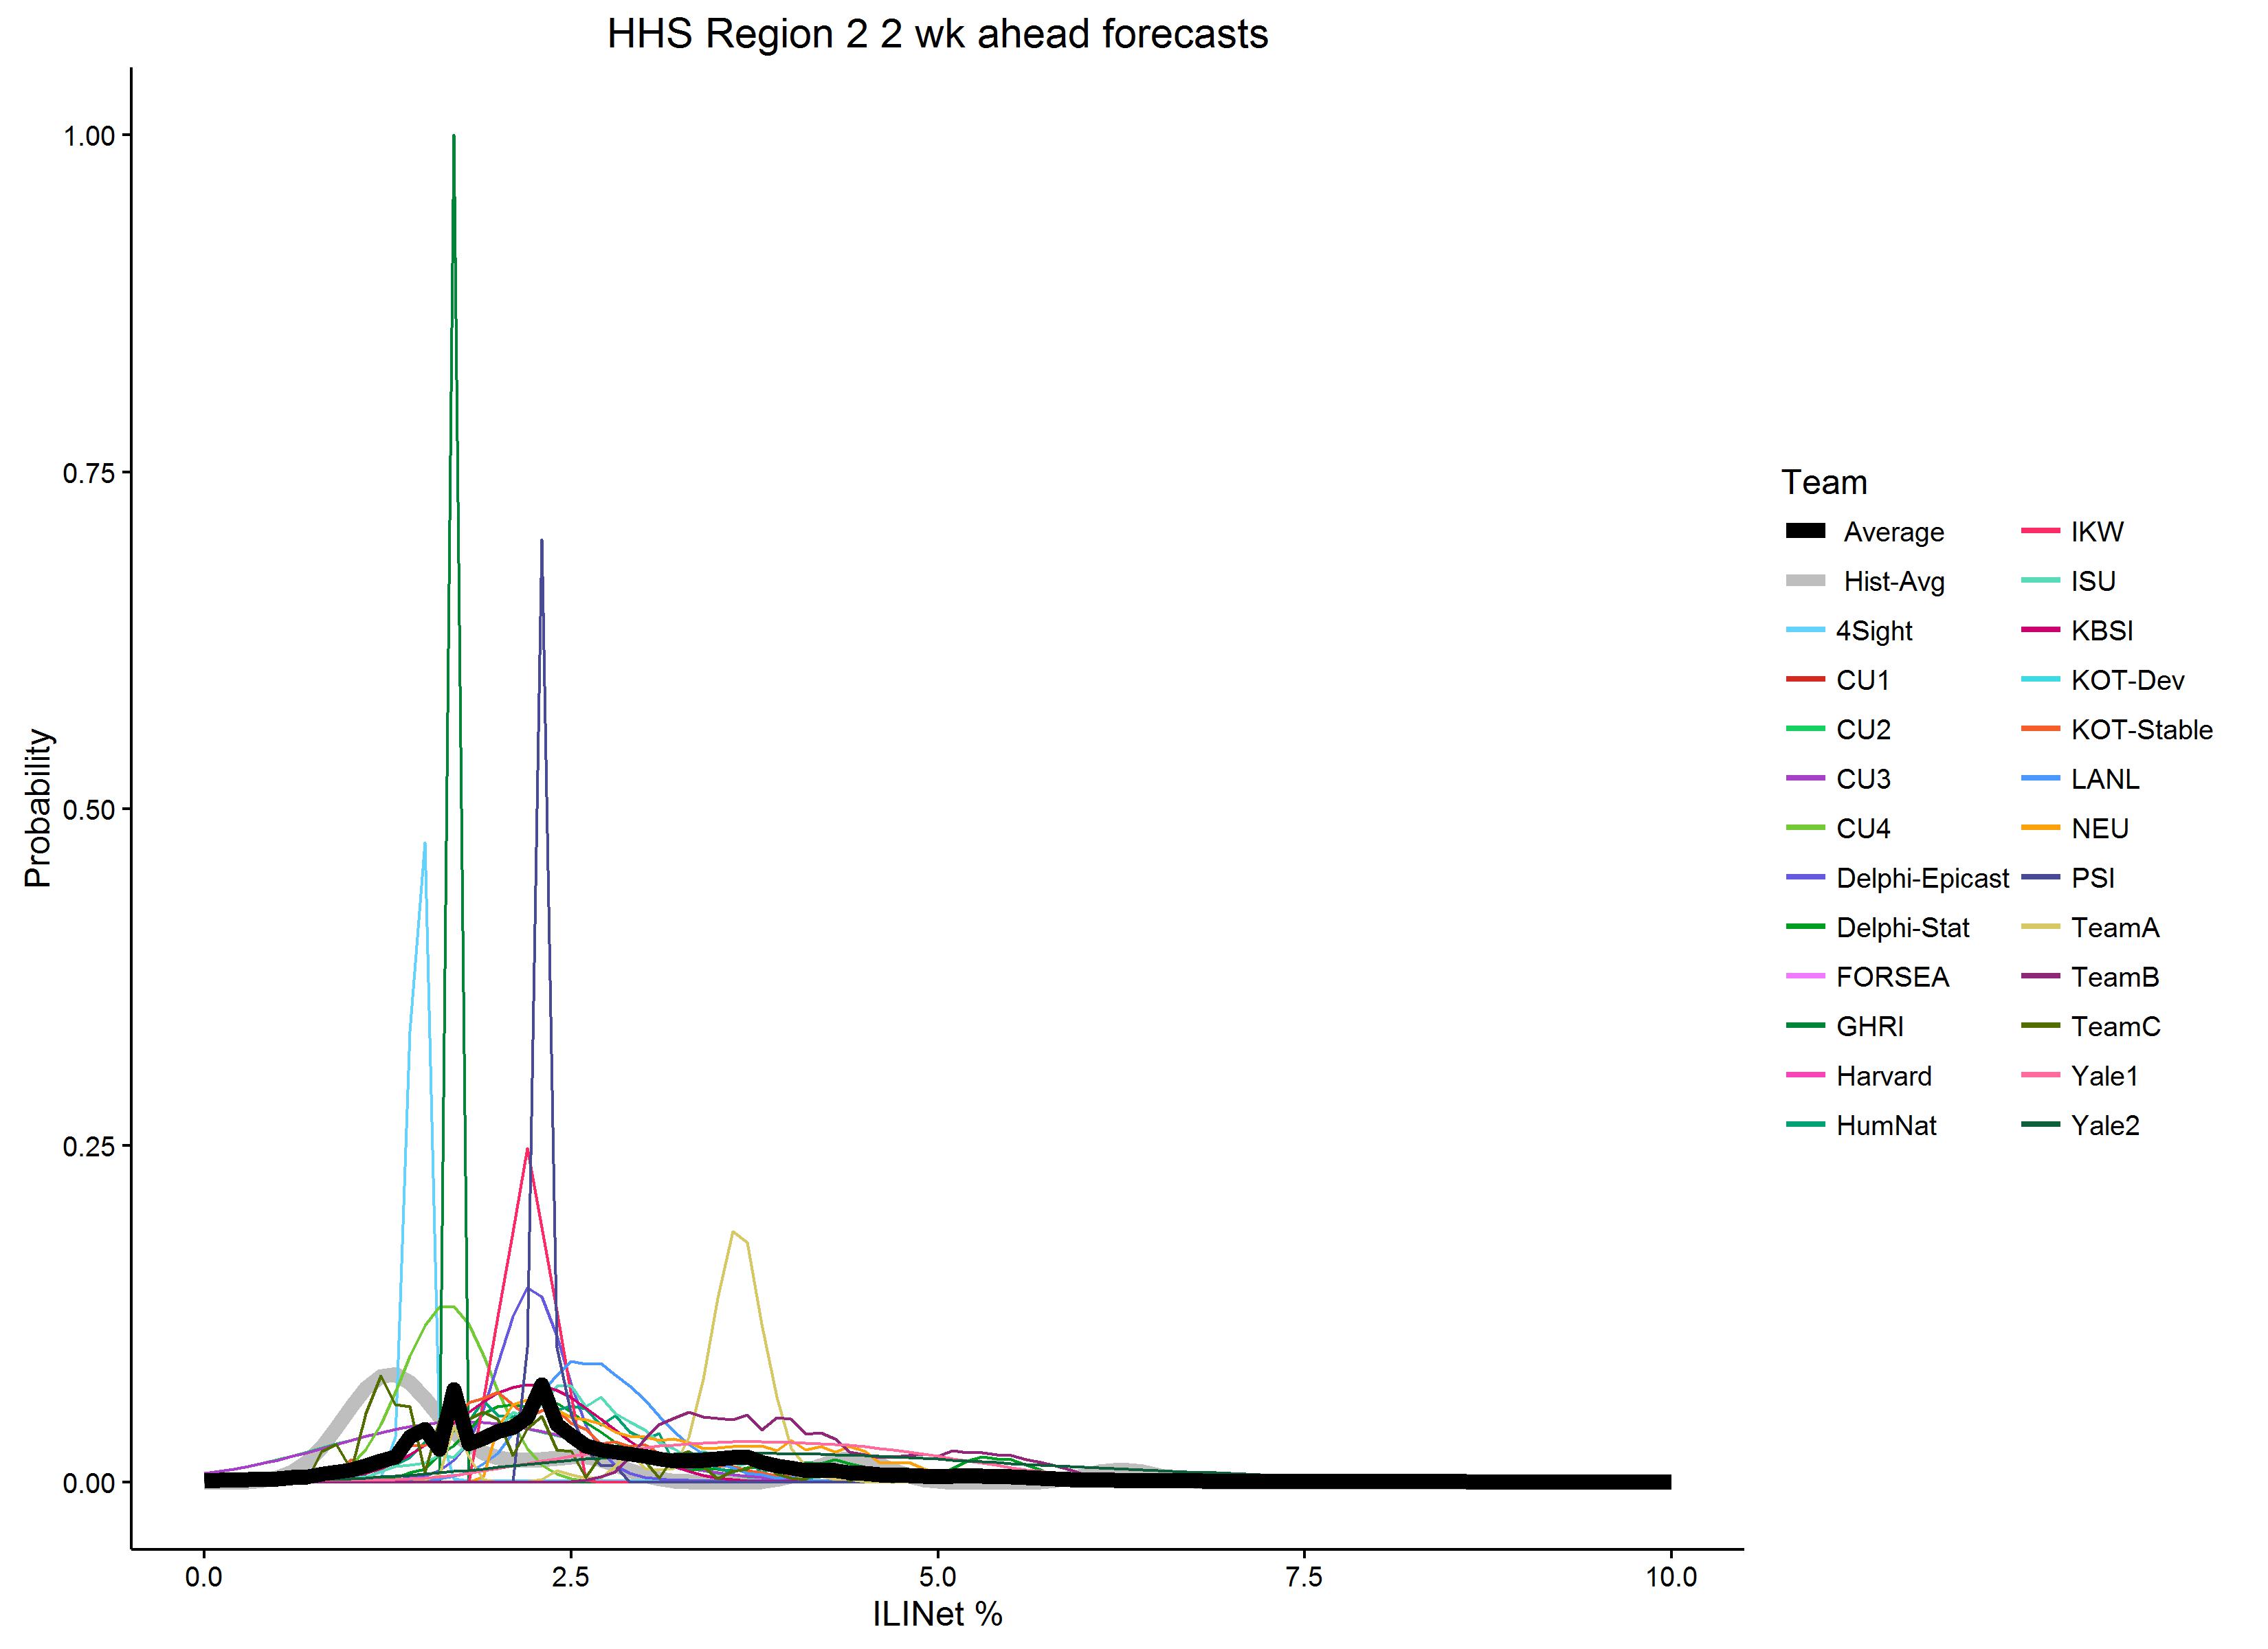 HHS Region 2 2 wk ahead forecasts
Probability
1.00
0.75
0.50
0.25
0.00
0.0 2.5 5.0 7.5 10.0
ILINet %
Team
Average
Hist-Avg
4Sight
CU1
CU2
CU3
CU4
Delphi-Epicast
Delphi-Stat
FORSEA
GHRI
Harvard
HumNat
IKW
ISU
KBSI
KOT-Dev
KOT-Stable
LANL
NEU
PSI
TeamA
TeamB
TeamC
Yale1
Yale2